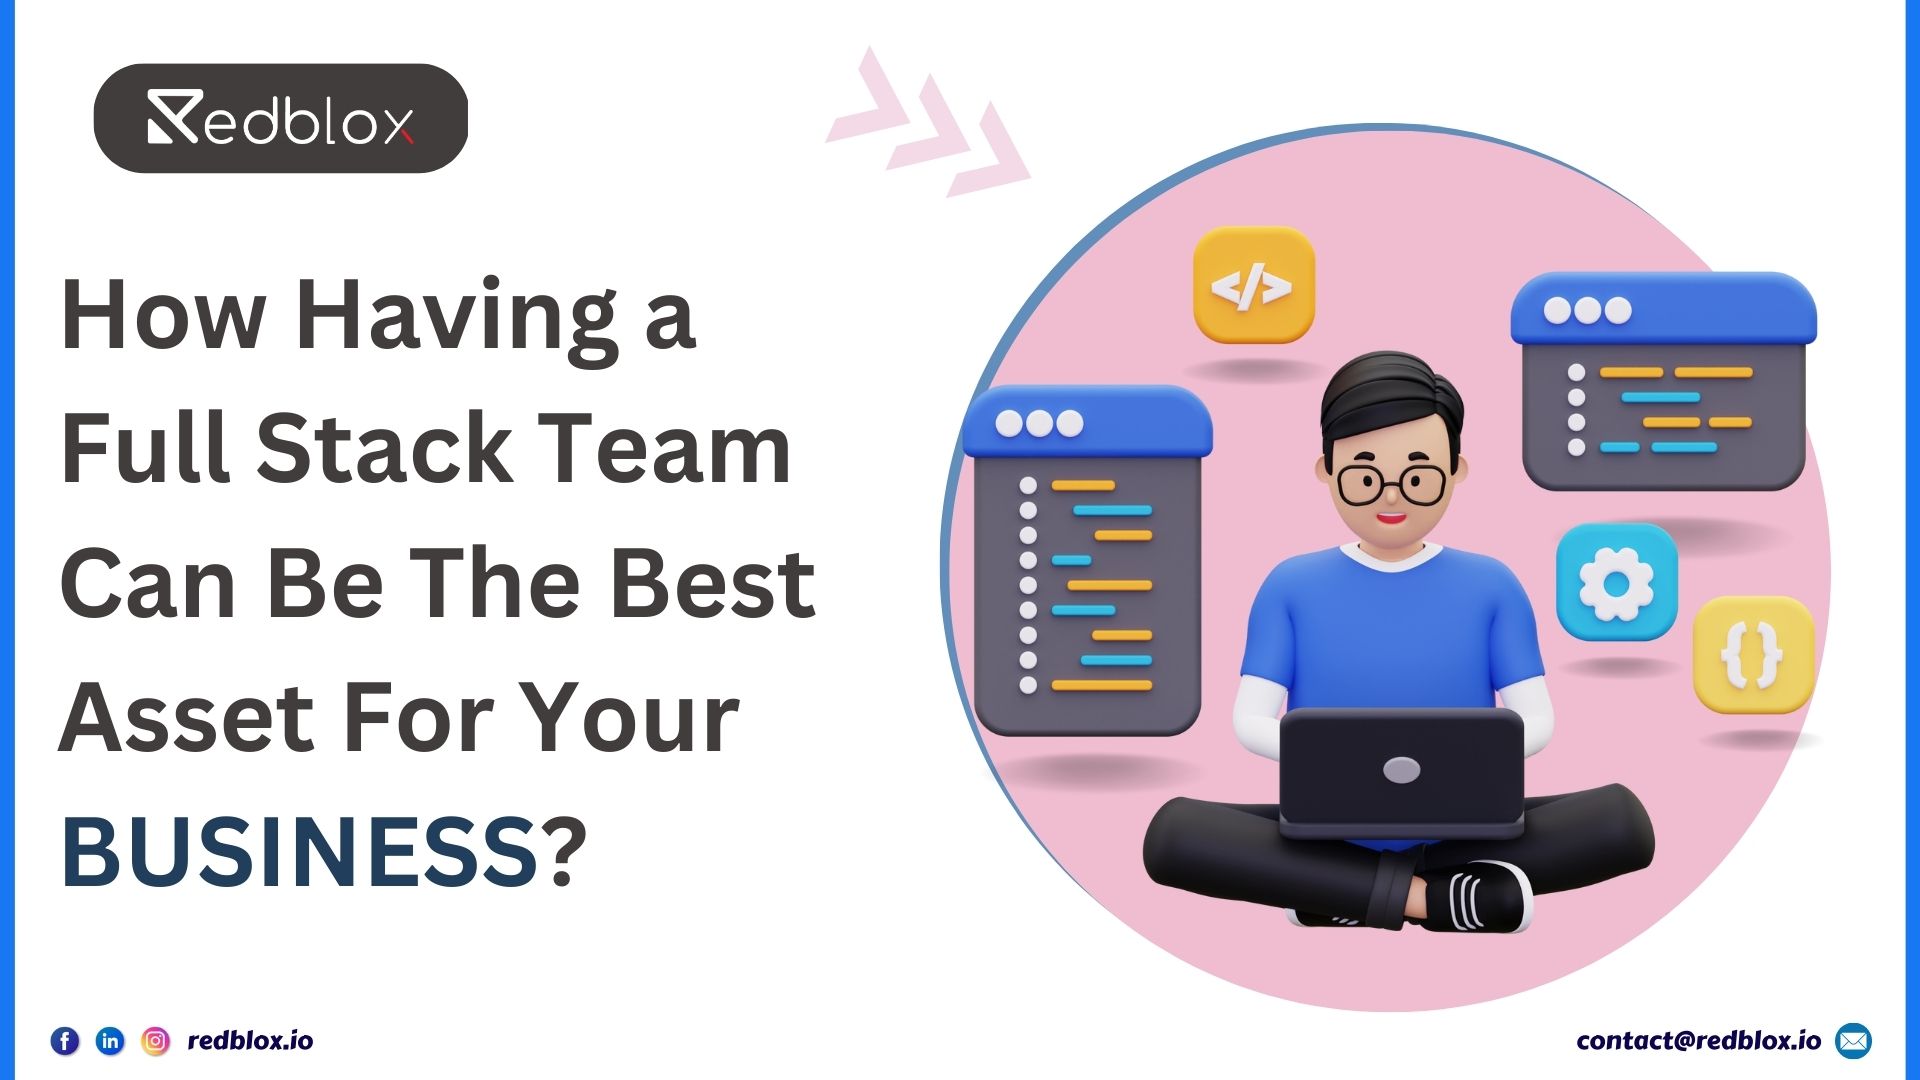 Redblox
How Having a
Full Stack Team
Can Be The Best
Asset For Your
BUSINESS?
</>
{}
f in redblox.io
contact@redblox.io